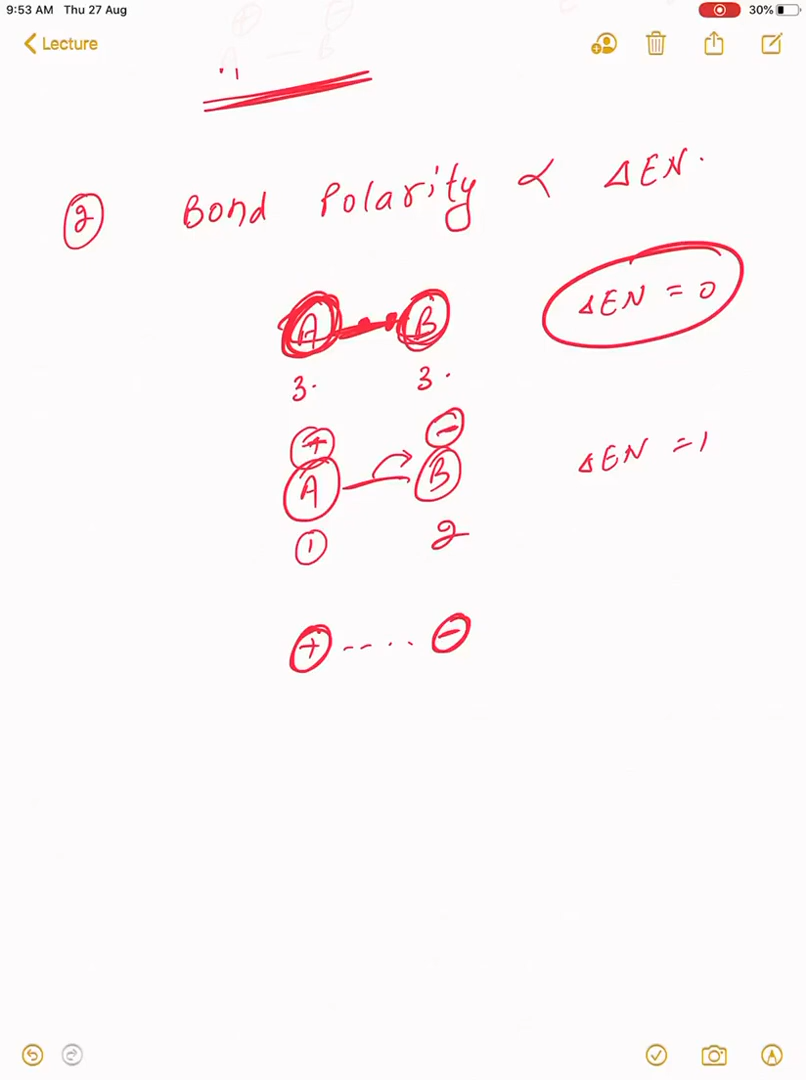 9:53 AM Thu 27 Aug
30%
Lecture
② Bond Polarity ∝ ΔEN.
A B ΔEN = 0
3. 3.
+ −
A B ΔEN = 1
① 2
+ ---- −